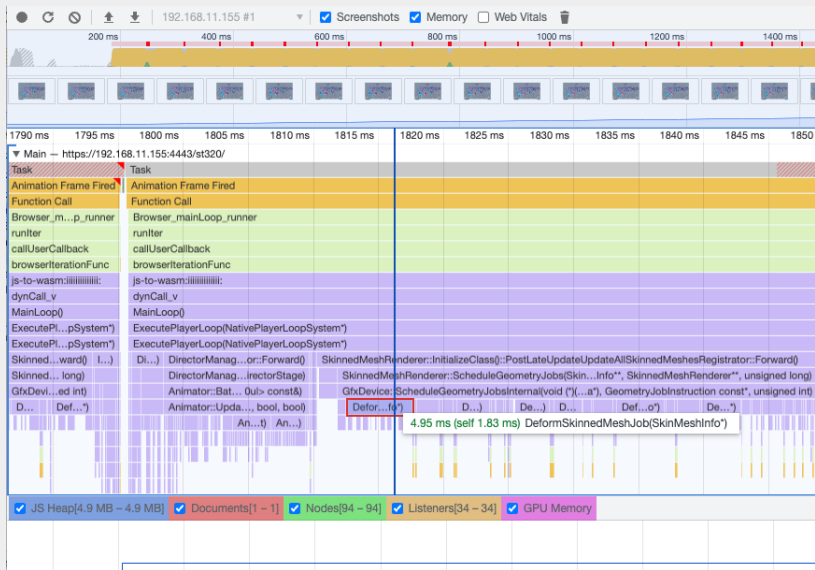 192.168.11.155 #1 Screenshots Memory Web Vitals
200 ms 400 ms 600 ms 800 ms 1000 ms 1200 ms 1400 ms
1790 ms 1795 ms 1800 ms 1805 ms 1810 ms 1815 ms 1820 ms 1825 ms 1830 ms 1835 ms 1840 ms 1845 ms 1850
Main — https://192.168.11.155:4443/st320/
Task Task
Animation Frame Fired Animation Frame Fired
Function Call Function Call
Browser_m…p_runner Browser_mainLoop_runner
runIter runIter
callUserCallback callUserCallback
browserIterationFunc browserIterationFunc
js-to-wasm:iiiiiiiiiiiiii: js-to-wasm:iiiiiiiiiiiiii:
dynCall_v dynCall_v
MainLoop() MainLoop()
ExecutePl…pSystem*) ExecutePlayerLoop(NativePlayerLoopSystem*)
ExecutePl…pSystem*) ExecutePlayerLoop(NativePlayerLoopSystem*)
Skinned…ward() I…) Di…) DirectorManag…or::Forward() SkinnedMeshRenderer::InitializeClass()::PostLateUpdateUpdateAllSkinnedMeshesRegistrator::Forward()
Skinned… long) DirectorManag…irectorStage) SkinnedMeshRenderer::ScheduleGeometryJobs(Skin…Info**, SkinnedMeshRenderer**, unsigned long)
GfxDevi…ed int) Animator::Bat… 0ul> const&) GfxDevice::ScheduleGeometryJobsInternal(void (*)(…a*), GeometryJobInstruction const*, unsigned int)
D…) Def…*) Animator::Upda…, bool, bool) Defor…fo*) D…) De…) D…) Def…o*) De…*)
An…t) An…)
4.95 ms (self 1.83 ms) DeformSkinnedMeshJob(SkinMeshInfo*)
JS Heap[4.9 MB – 4.9 MB] Documents[1 – 1] Nodes[94 – 94] Listeners[34 – 34] GPU Memory